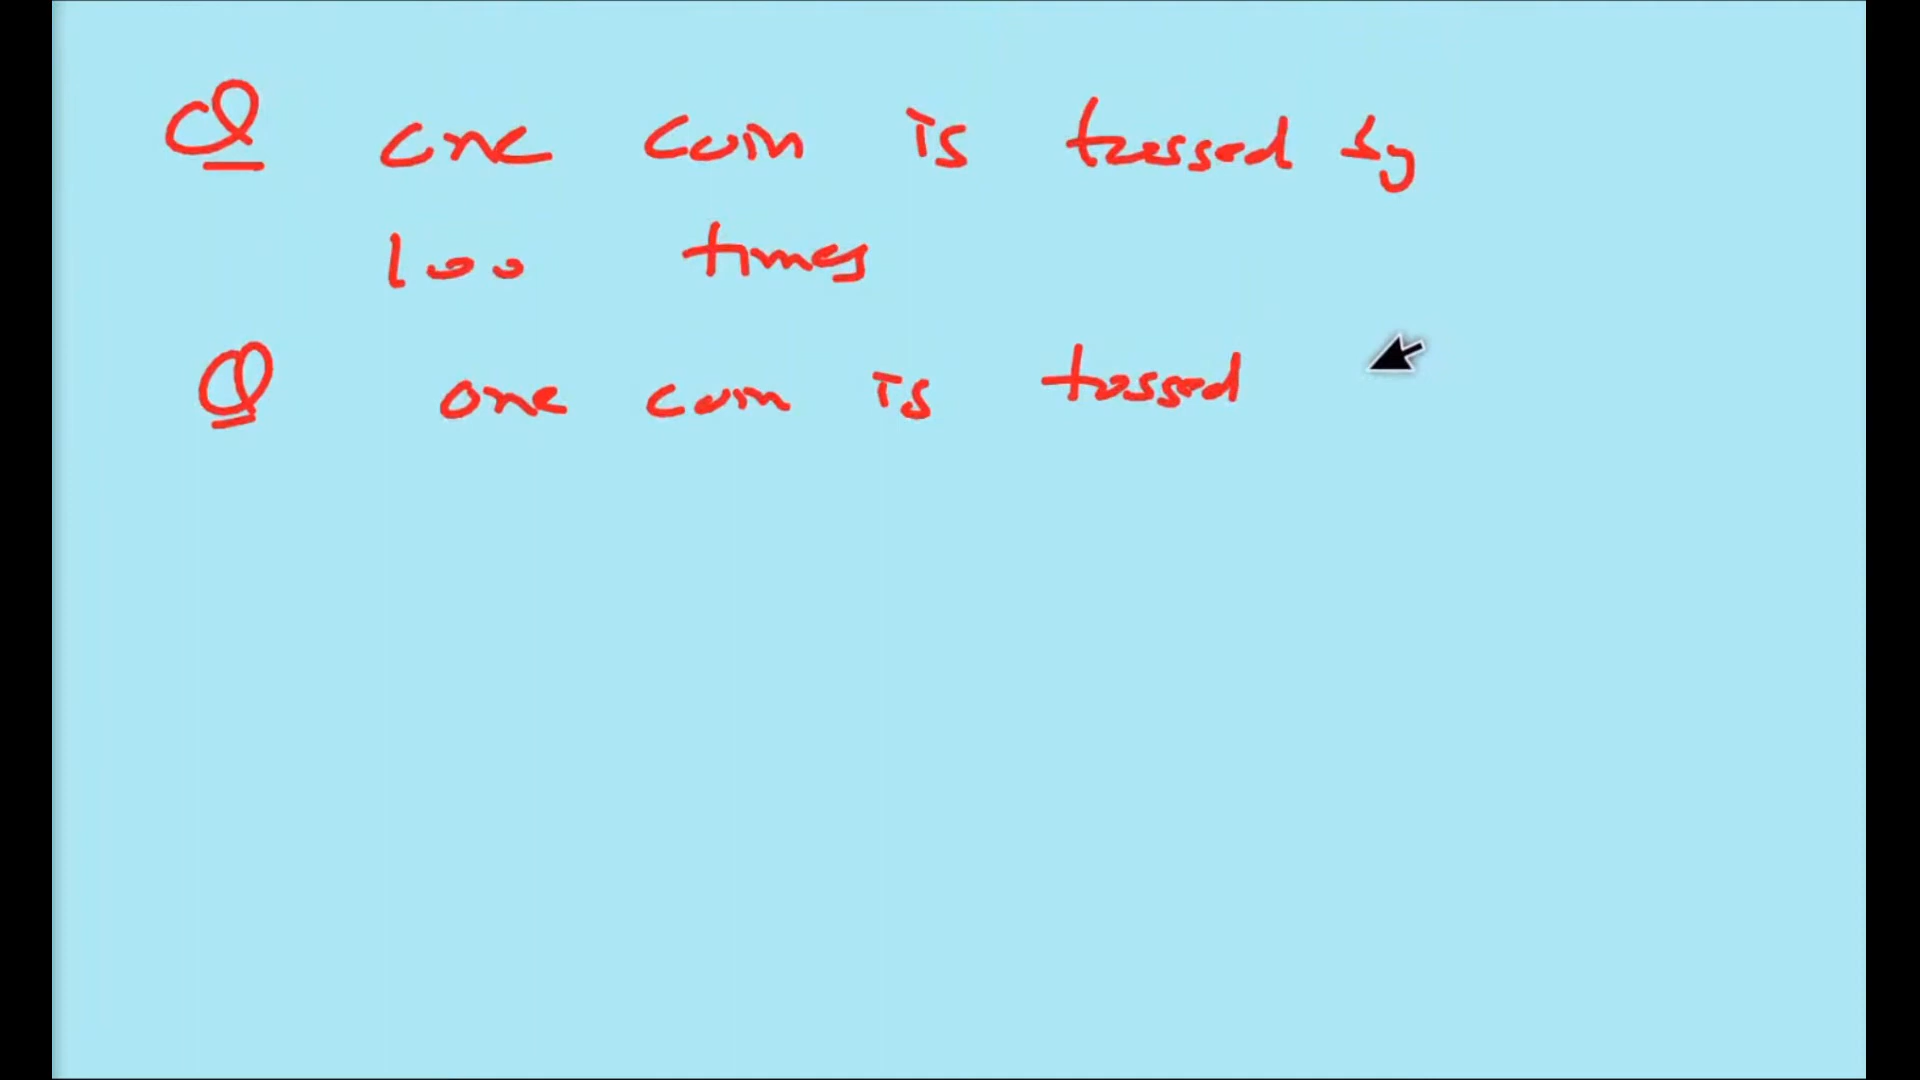 Q one coin is tossed by
100 times
Q one coin is tossed